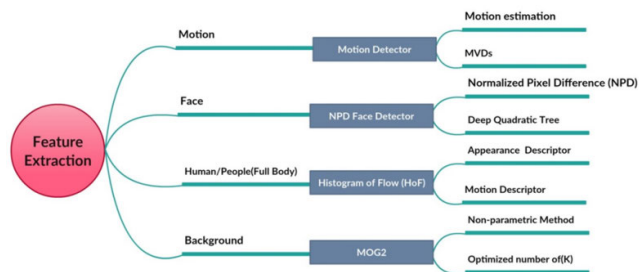 Feature
Extraction
Motion
Motion Detector
Motion estimation
MVDs
Face
NPD Face Detector
Normalized Pixel Difference (NPD)
Deep Quadratic Tree
Human/People(Full Body)
Histogram of Flow (HoF)
Appearance Descriptor
Motion Descriptor
Background
MOG2
Non-parametric Method
Optimized number of(K)